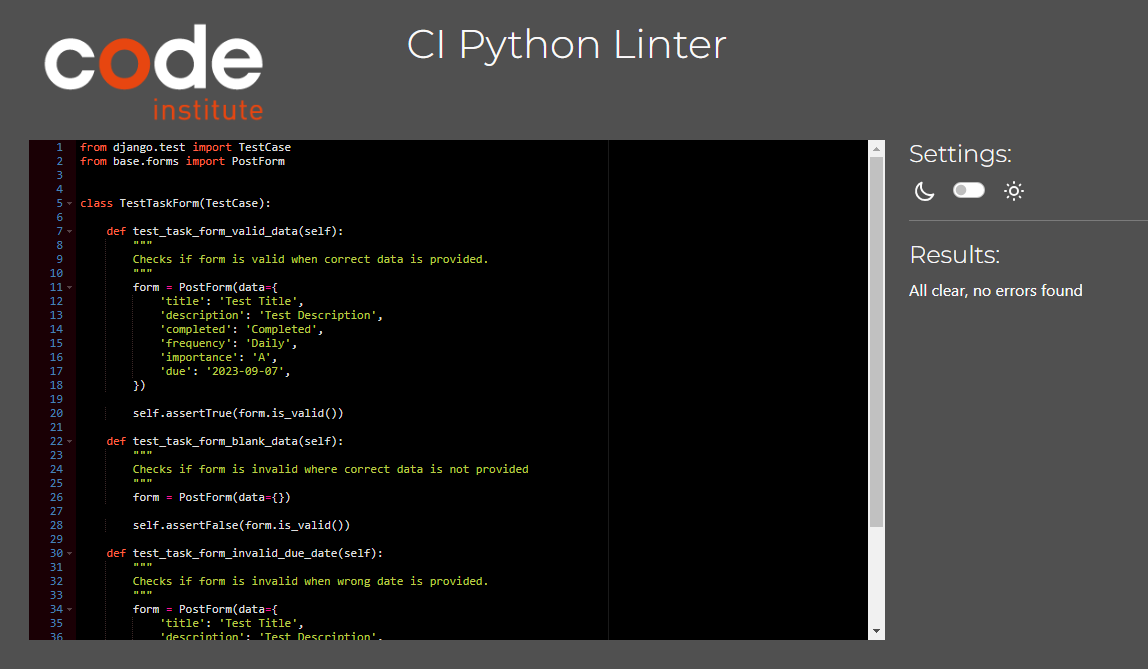 code
institute
CI Python Linter
1 from django.test import TestCase
2 from base.forms import PostForm
3
4
5 class TestTaskForm(TestCase):
6
7     def test_task_form_valid_data(self):
8         """
9         Checks if form is valid when correct data is provided.
10         """
11         form = PostForm(data={
12             'title': 'Test Title',
13             'description': 'Test Description',
14             'completed': 'Completed',
15             'frequency': 'Daily',
16             'importance': 'A',
17             'due': '2023-09-07',
18         })
19
20         self.assertTrue(form.is_valid())
21
22     def test_task_form_blank_data(self):
23         """
24         Checks if form is invalid where correct data is not provided
25         """
26         form = PostForm(data={})
27
28         self.assertFalse(form.is_valid())
29
30     def test_task_form_invalid_due_date(self):
31         """
32         Checks if form is invalid when wrong date is provided.
33         """
34         form = PostForm(data={
35             'title': 'Test Title',
36             'description': 'Test Description',
Settings:
Results:
All clear, no errors found